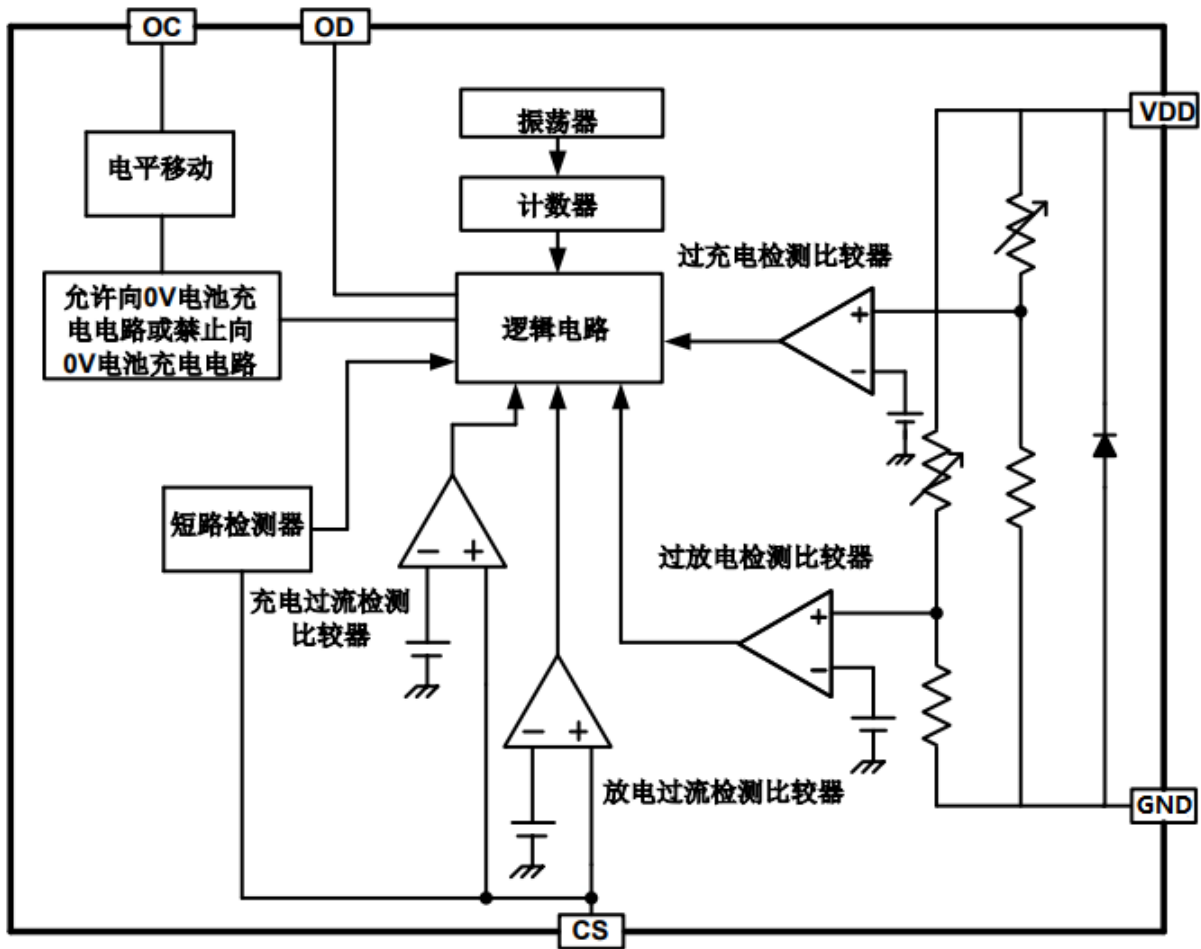 OC
OD
振荡器
VDD
电平移动
计数器
过充电检测比较器
允许向0V电池充
电电路或禁止向
0V电池充电电路
逻辑电路
+
-
短路检测器
- +
过放电检测比较器
充电过流检测
比较器
+
-
- +
放电过流检测比较器
GND
CS